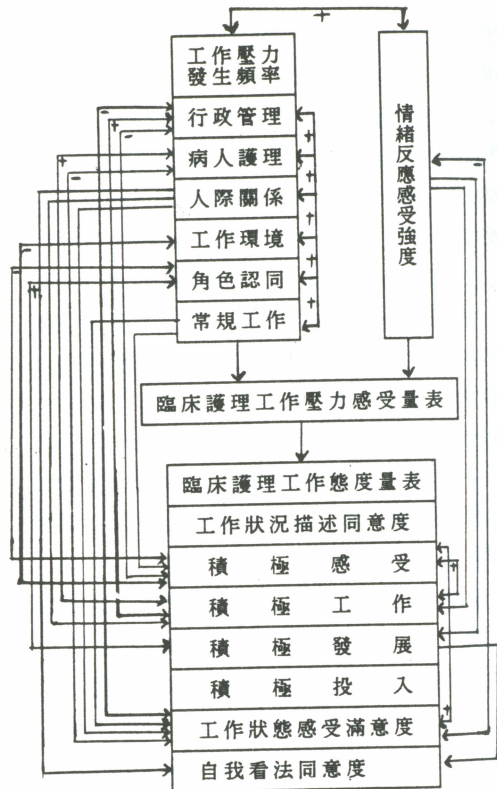 工作壓力
發生頻率
行政管理
病人護理
人際關係
工作環境
角色認同
常規工作
情緒反應感受強度
臨床護理工作壓力感受量表
臨床護理工作態度量表
工作狀況描述同意度
積極感受
積極工作
積極發展
積極投入
工作狀態感受滿意度
自我看法同意度